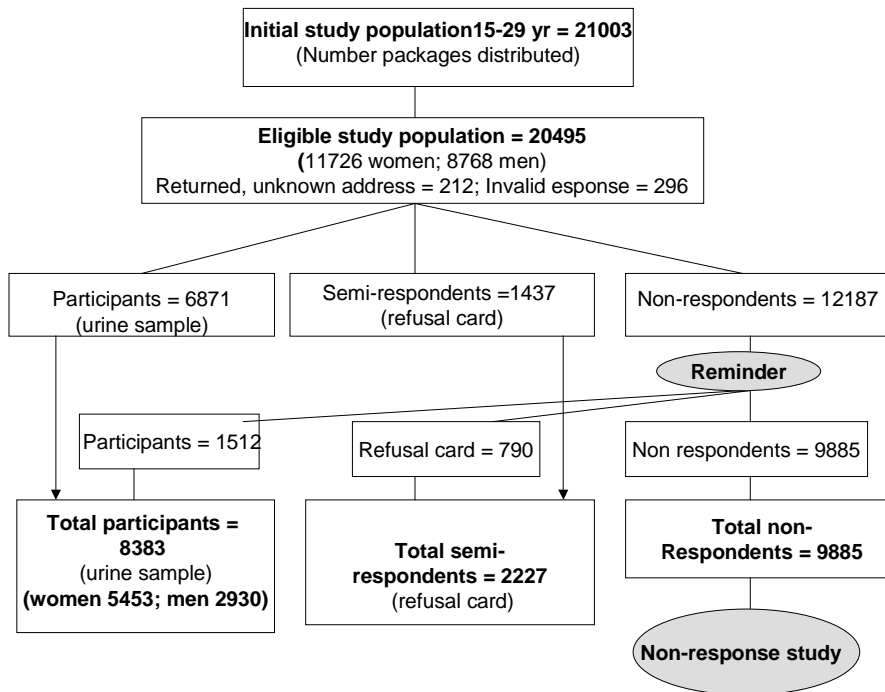 Initial study population15-29 yr = 21003
(Number packages distributed)
Eligible study population = 20495
(11726 women; 8768 men)
Returned, unknown address = 212; Invalid esponse = 296
Participants = 6871
(urine sample)
Semi-respondents =1437
(refusal card)
Non-respondents = 12187
Reminder
Participants = 1512
Refusal card = 790
Non respondents = 9885
Total participants =
8383
(urine sample)
(women 5453; men 2930)
Total semi-
respondents = 2227
(refusal card)
Total non-
Respondents = 9885
Non-response study